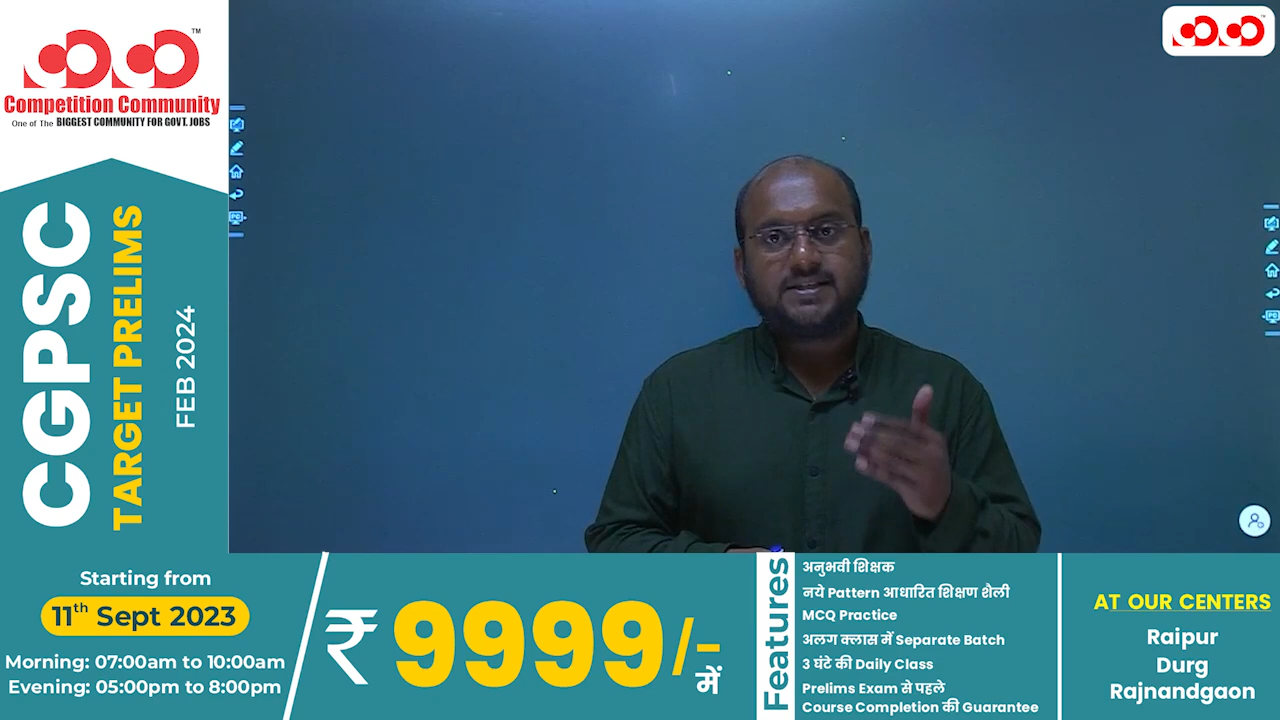 TM
Competition Community
One of The BIGGEST COMMUNITY FOR GOVT. JOBS
CGPSC
TARGET PRELIMS
FEB 2024
Starting from
11th Sept 2023
Morning: 07:00am to 10:00am
Evening: 05:00pm to 8:00pm
₹ 9999/- में
Features
अनुभवी शिक्षक
नये Pattern आधारित शिक्षण शैली
MCQ Practice
अलग क्लास में Separate Batch
3 घंटे की Daily Class
Prelims Exam से पहले
Course Completion की Guarantee
AT OUR CENTERS
Raipur
Durg
Rajnandgaon